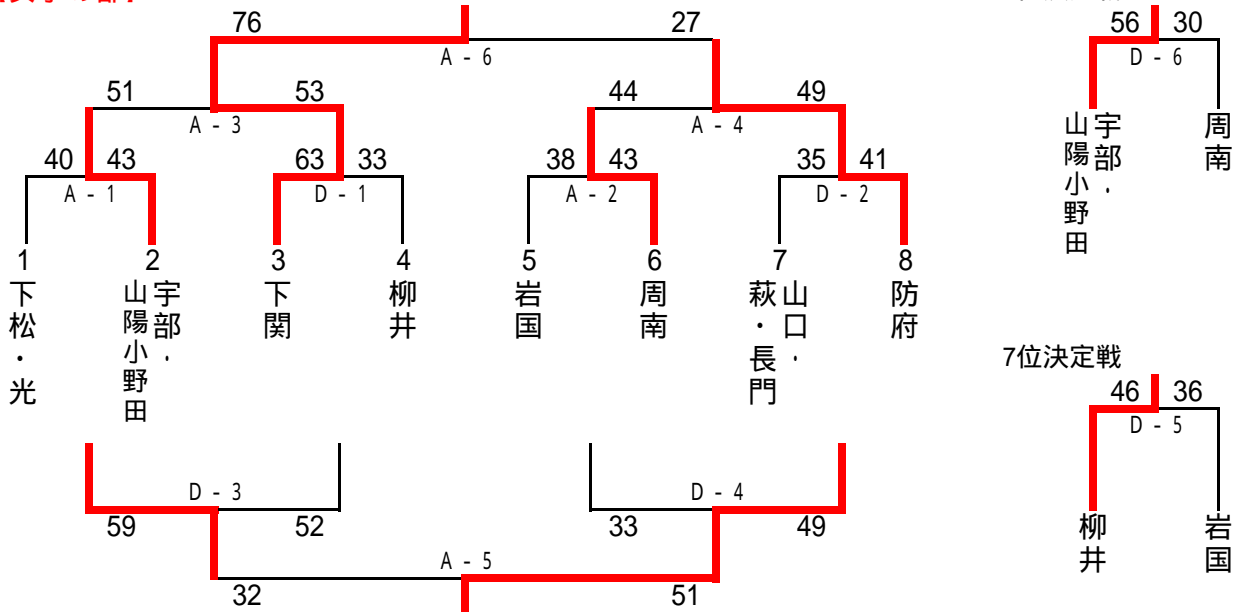 76 27 56 30
A - 6 D - 6
51 53 44 49
A - 3 A - 4
宇部・山陽小野田 周南
40 43 63 33 38 43 35 41
A - 1 D - 1 A - 2 D - 2
1 2 3 4 5 6 7 8
下松・光
宇部・山陽小野田
下関
柳井
岩国
周南
山口・萩・長門
防府
7位決定戦
46 36
D - 5
柳井 岩国
D - 3 D - 4
59 52 33 49
A - 5
32 51